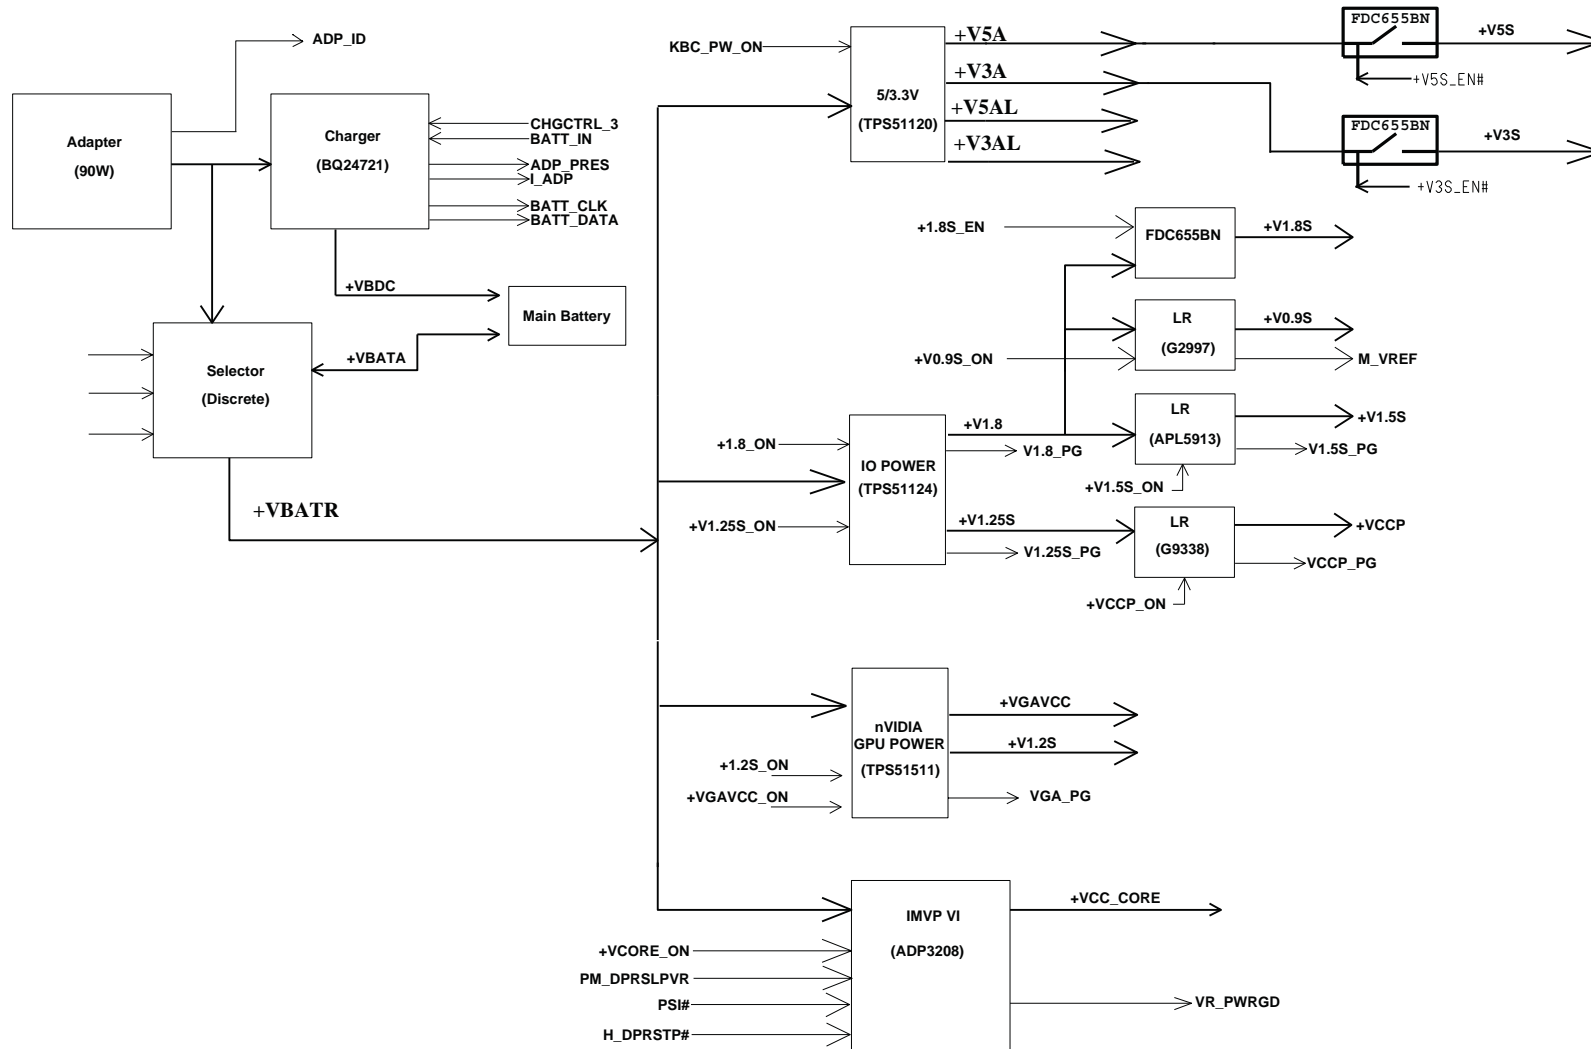 ADP_ID
Adapter
(90W)
Charger
(BQ24721)
CHGCTRL_3
BATT_IN
ADP_PRES
I_ADP
BATT_CLK
BATT_DATA
+VBDC
Main Battery
+VBATA
Selector
(Discrete)
+VBATR
KBC_PW_ON
5/3.3V
(TPS51120)
+V5A
+V3A
+V5AL
+V3AL
FDC655BN
+V5S
+V5S_EN#
FDC655BN
+V3S
+V3S_EN#
+1.8S_EN
FDC655BN
+V1.8S
+V0.9S_ON
LR
(G2997)
+V0.9S
M_VREF
+1.8_ON
+V1.25S_ON
IO POWER
(TPS51124)
+V1.8
V1.8_PG
LR
(APL5913)
+V1.5S
V1.5S_PG
+V1.5S_ON
+V1.25S
V1.25S_PG
LR
(G9338)
+VCCP
VCCP_PG
+VCCP_ON
nVIDIA
GPU POWER
(TPS51511)
+VGAVCC
+V1.2S
VGA_PG
+1.2S_ON
+VGAVCC_ON
IMVP VI
(ADP3208)
+VCC_CORE
VR_PWRGD
+VCORE_ON
PM_DPRSLPVR
PSI#
H_DPRSTP#